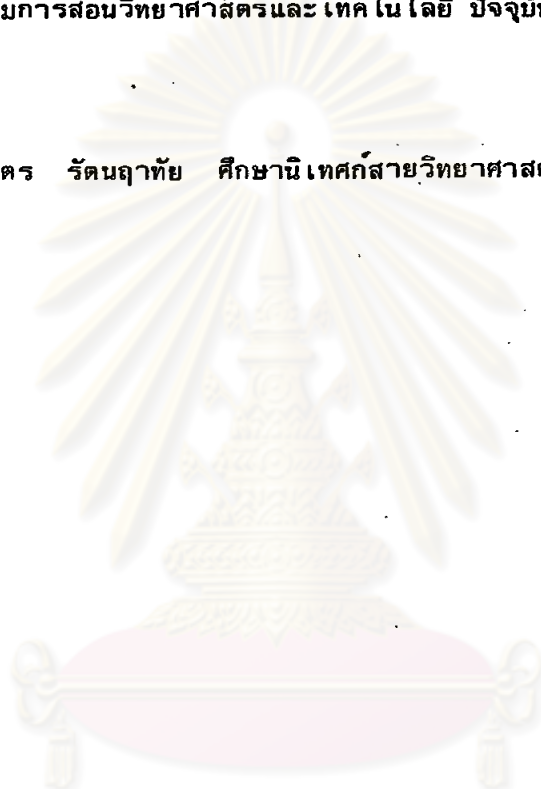 มการสอนวิทยาศาสตร์และเทคโนโลยี ปัจจุบัน
ตร รัตนฤาทัย ศึกษานิเทศก์สายวิทยาศาสต